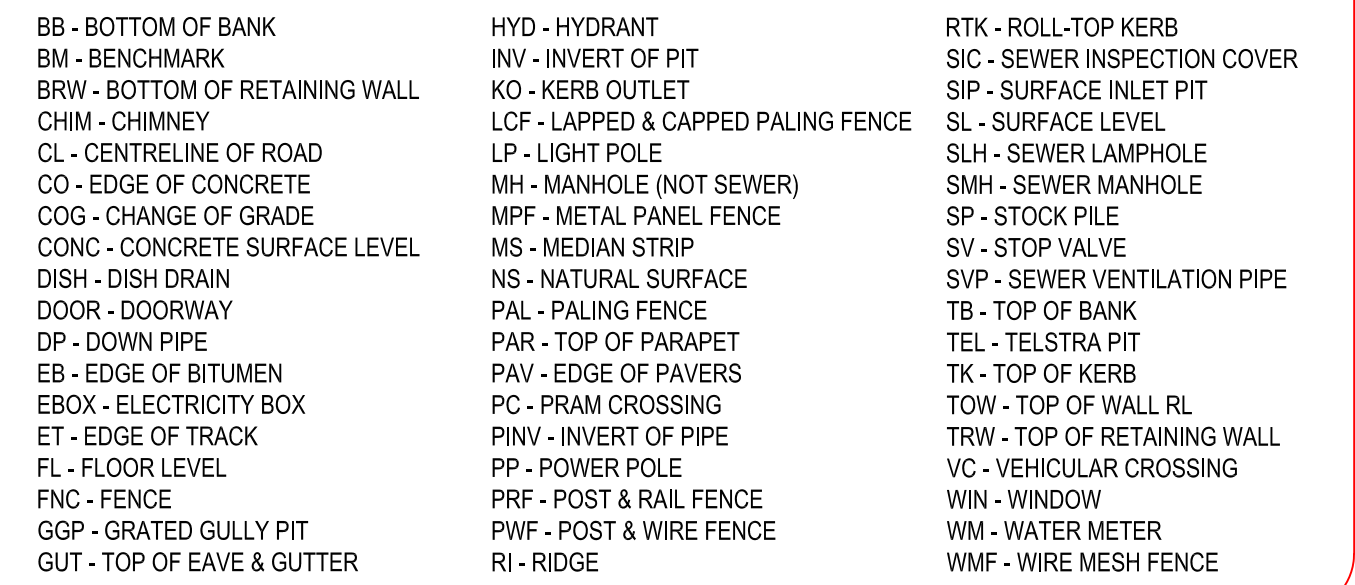 BB - BOTTOM OF BANK
BM - BENCHMARK
BRW - BOTTOM OF RETAINING WALL
CHIM - CHIMNEY
CL - CENTRELINE OF ROAD
CO - EDGE OF CONCRETE
COG - CHANGE OF GRADE
CONC - CONCRETE SURFACE LEVEL
DISH - DISH DRAIN
DOOR - DOORWAY
DP - DOWN PIPE
EB - EDGE OF BITUMEN
EBOX - ELECTRICITY BOX
ET - EDGE OF TRACK
FL - FLOOR LEVEL
FNC - FENCE
GGP - GRATED GULLY PIT
GUT - TOP OF EAVE & GUTTER
HYD - HYDRANT
INV - INVERT OF PIT
KO - KERB OUTLET
LCF - LAPPED & CAPPED PALING FENCE
LP - LIGHT POLE
MH - MANHOLE (NOT SEWER)
MPF - METAL PANEL FENCE
MS - MEDIAN STRIP
NS - NATURAL SURFACE
PAL - PALING FENCE
PAR - TOP OF PARAPET
PAV - EDGE OF PAVERS
PC - PRAM CROSSING
PINV - INVERT OF PIPE
PP - POWER POLE
PRF - POST & RAIL FENCE
PWF - POST & WIRE FENCE
RI - RIDGE
RTK - ROLL-TOP KERB
SIC - SEWER INSPECTION COVER
SIP - SURFACE INLET PIT
SL - SURFACE LEVEL
SLH - SEWER LAMPHOLE
SMH - SEWER MANHOLE
SP - STOCK PILE
SV - STOP VALVE
SVP - SEWER VENTILATION PIPE
TB - TOP OF BANK
TEL - TELSTRA PIT
TK - TOP OF KERB
TOW - TOP OF WALL RL
TRW - TOP OF RETAINING WALL
VC - VEHICULAR CROSSING
WIN - WINDOW
WM - WATER METER
WMF - WIRE MESH FENCE